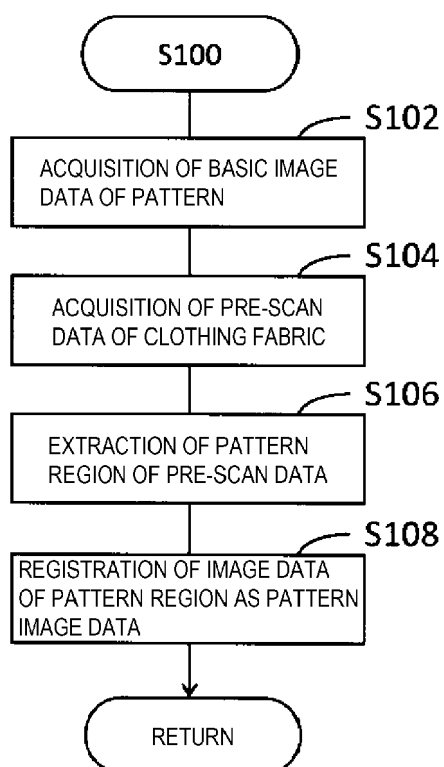 S100
S102
ACQUISITION OF BASIC IMAGE
DATA OF PATTERN
S104
ACQUISITION OF PRE-SCAN
DATA OF CLOTHING FABRIC
S106
EXTRACTION OF PATTERN
REGION OF PRE-SCAN DATA
S108
REGISTRATION OF IMAGE DATA
OF PATTERN REGION AS PATTERN
IMAGE DATA
RETURN